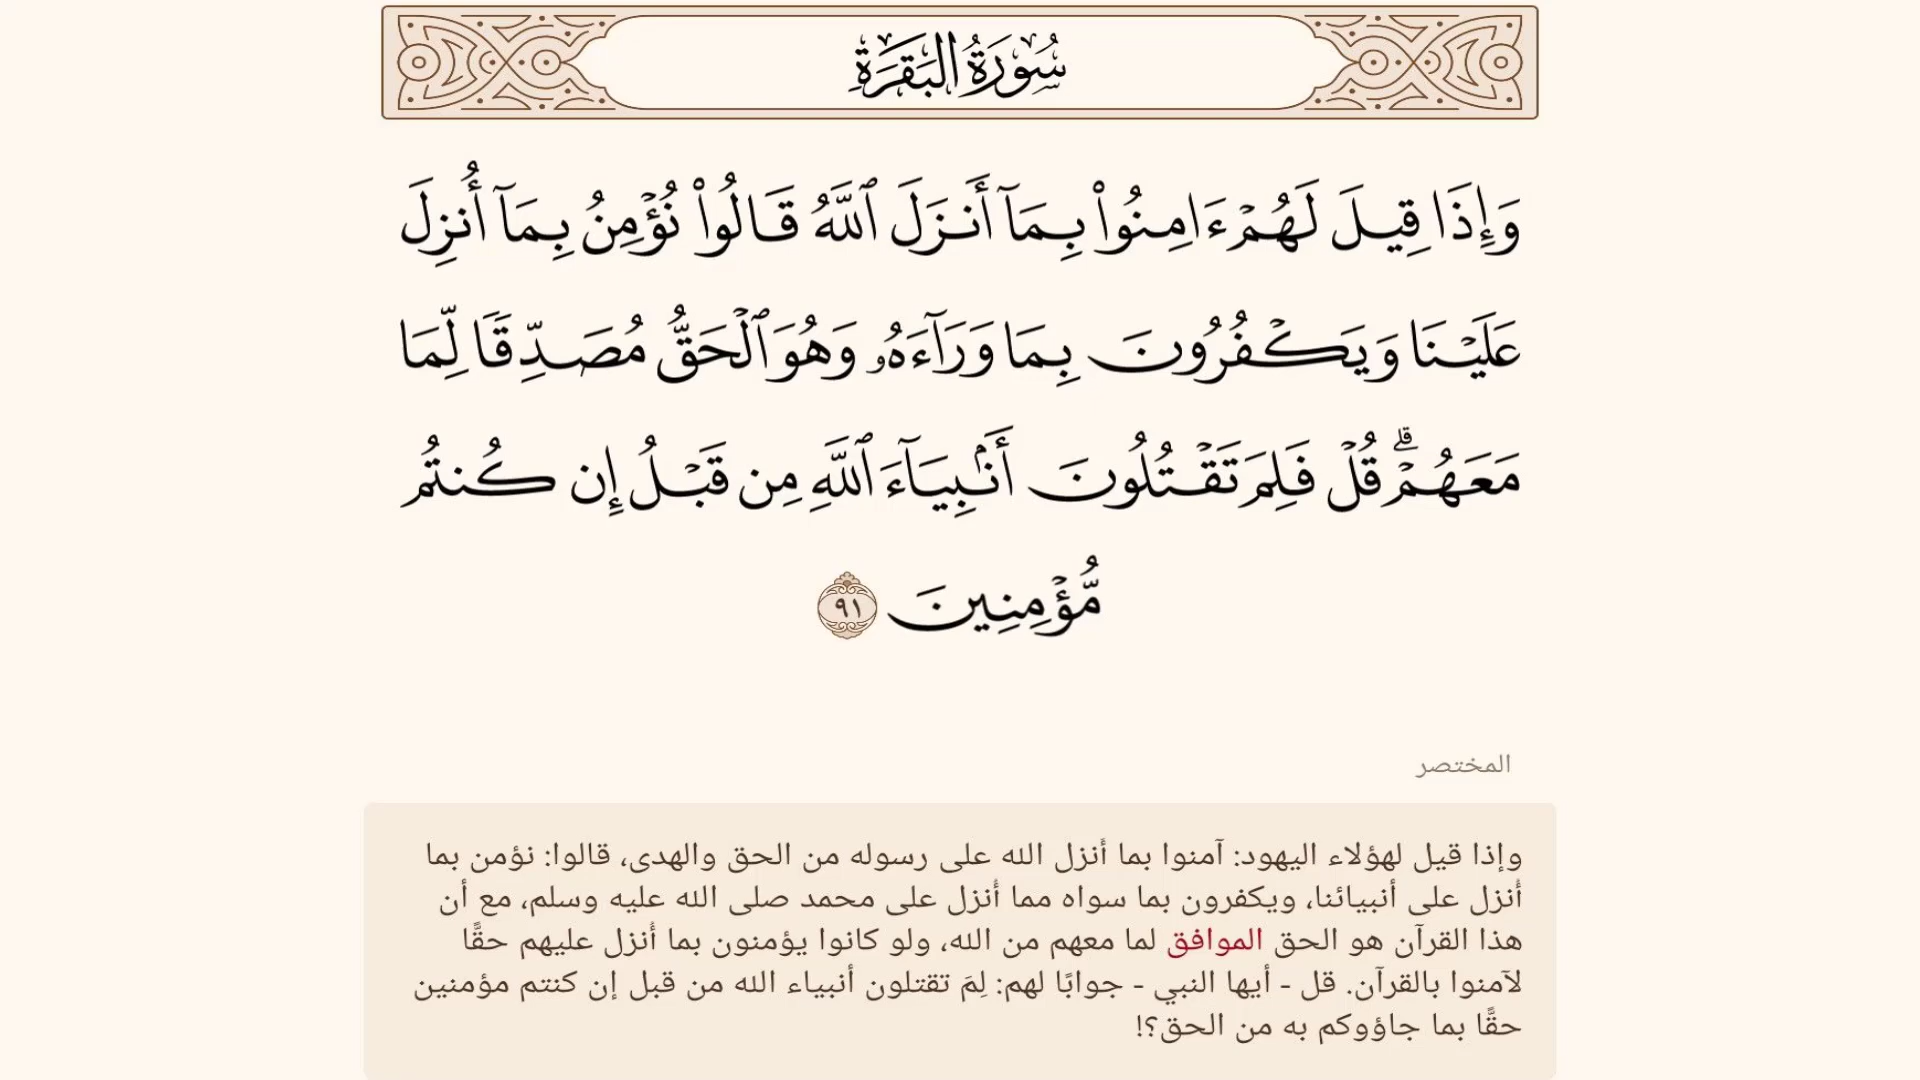 سُورَةُ البَقَرَةِ
وَإِذَا قِيلَ لَهُمۡ ءَامِنُواْ بِمَآ أَنزَلَ ٱللَّهُ قَالُواْ نُؤۡمِنُ بِمَآ أُنزِلَ
عَلَيۡنَا وَيَكۡفُرُونَ بِمَا وَرَآءَهُۥ وَهُوَ ٱلۡحَقُّ مُصَدِّقٗا لِّمَا
مَعَهُمۡۗ قُلۡ فَلِمَ تَقۡتُلُونَ أَنۢبِيَآءَ ٱللَّهِ مِن قَبۡلُ إِن كُنتُم
مُّؤۡمِنِينَ ٩١
المختصر
وإذا قيل لهؤلاء اليهود: آمنوا بما أنزل الله على رسوله من الحق والهدى، قالوا: نؤمن بما
أنزل على أنبيائنا، ويكفرون بما سواه مما أنزل على محمد صلى الله عليه وسلم، مع أن
هذا القرآن هو الحق الموافق لما معهم من الله، ولو كانوا يؤمنون بما أُنزل عليهم حقًّا
لآمنوا بالقرآن. قل - أيها النبي - جوابًا لهم: لِمَ تقتلون أنبياء الله من قبل إن كنتم مؤمنين
حقًّا بما جاؤوكم به من الحق؟!